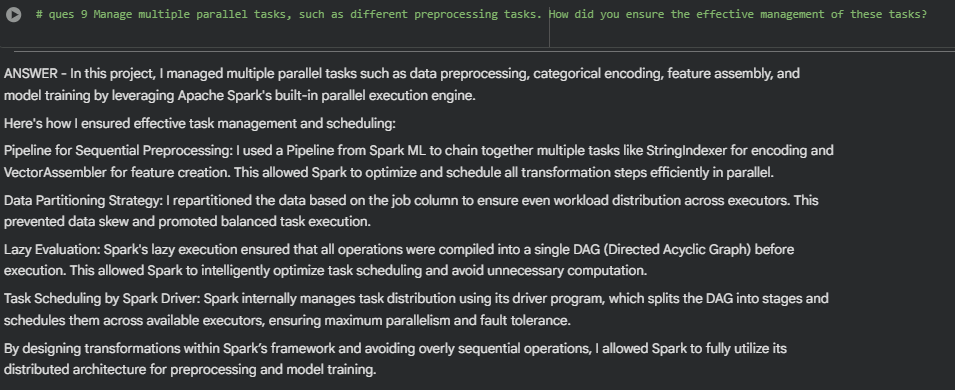 # ques 9 Manage multiple parallel tasks, such as different preprocessing tasks. How did you ensure the effective management of these tasks?
ANSWER - In this project, I managed multiple parallel tasks such as data preprocessing, categorical encoding, feature assembly, and
model training by leveraging Apache Spark's built-in parallel execution engine.
Here's how I ensured effective task management and scheduling:
Pipeline for Sequential Preprocessing: I used a Pipeline from Spark ML to chain together multiple tasks like StringIndexer for encoding and
VectorAssembler for feature creation. This allowed Spark to optimize and schedule all transformation steps efficiently in parallel.
Data Partitioning Strategy: I repartitioned the data based on the job column to ensure even workload distribution across executors. This
prevented data skew and promoted balanced task execution.
Lazy Evaluation: Spark's lazy execution ensured that all operations were compiled into a single DAG (Directed Acyclic Graph) before
execution. This allowed Spark to intelligently optimize task scheduling and avoid unnecessary computation.
Task Scheduling by Spark Driver: Spark internally manages task distribution using its driver program, which splits the DAG into stages and
schedules them across available executors, ensuring maximum parallelism and fault tolerance.
By designing transformations within Spark’s framework and avoiding overly sequential operations, I allowed Spark to fully utilize its
distributed architecture for preprocessing and model training.